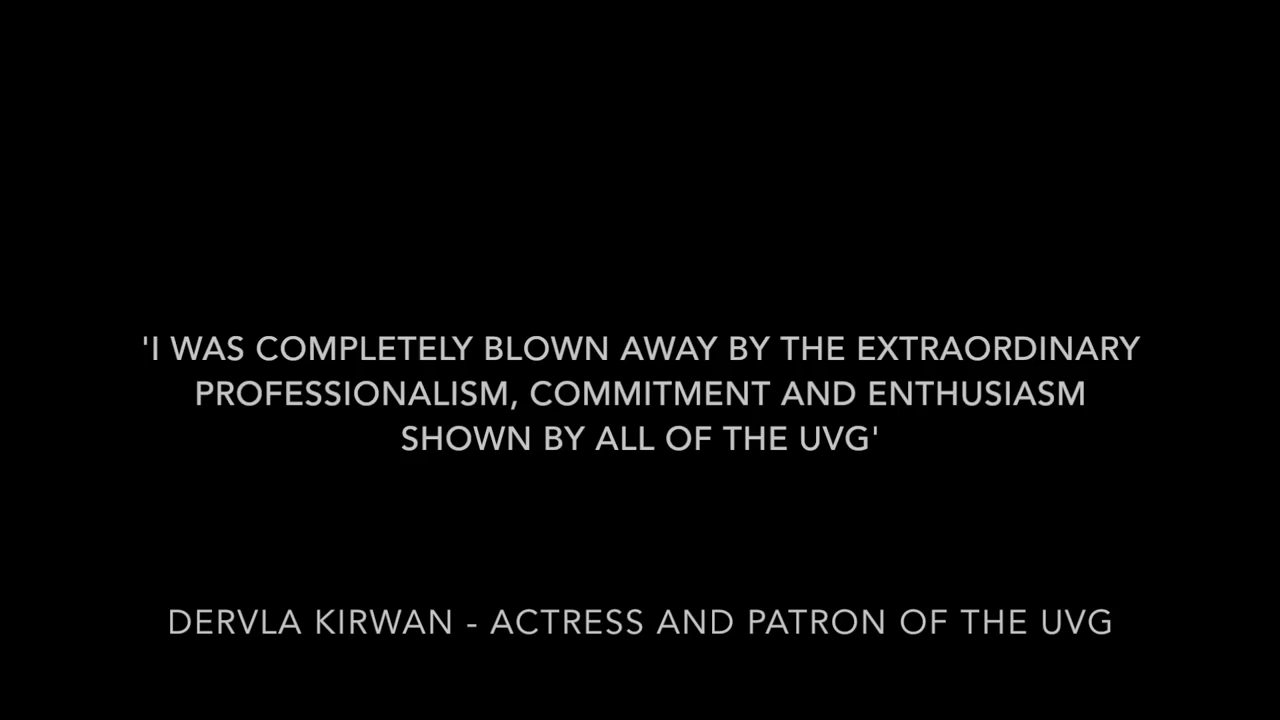 'I WAS COMPLETELY BLOWN AWAY BY THE EXTRAORDINARY
PROFESSIONALISM, COMMITMENT AND ENTHUSIASM
SHOWN BY ALL OF THE UVG'
DERVLA KIRWAN - ACTRESS AND PATRON OF THE UVG